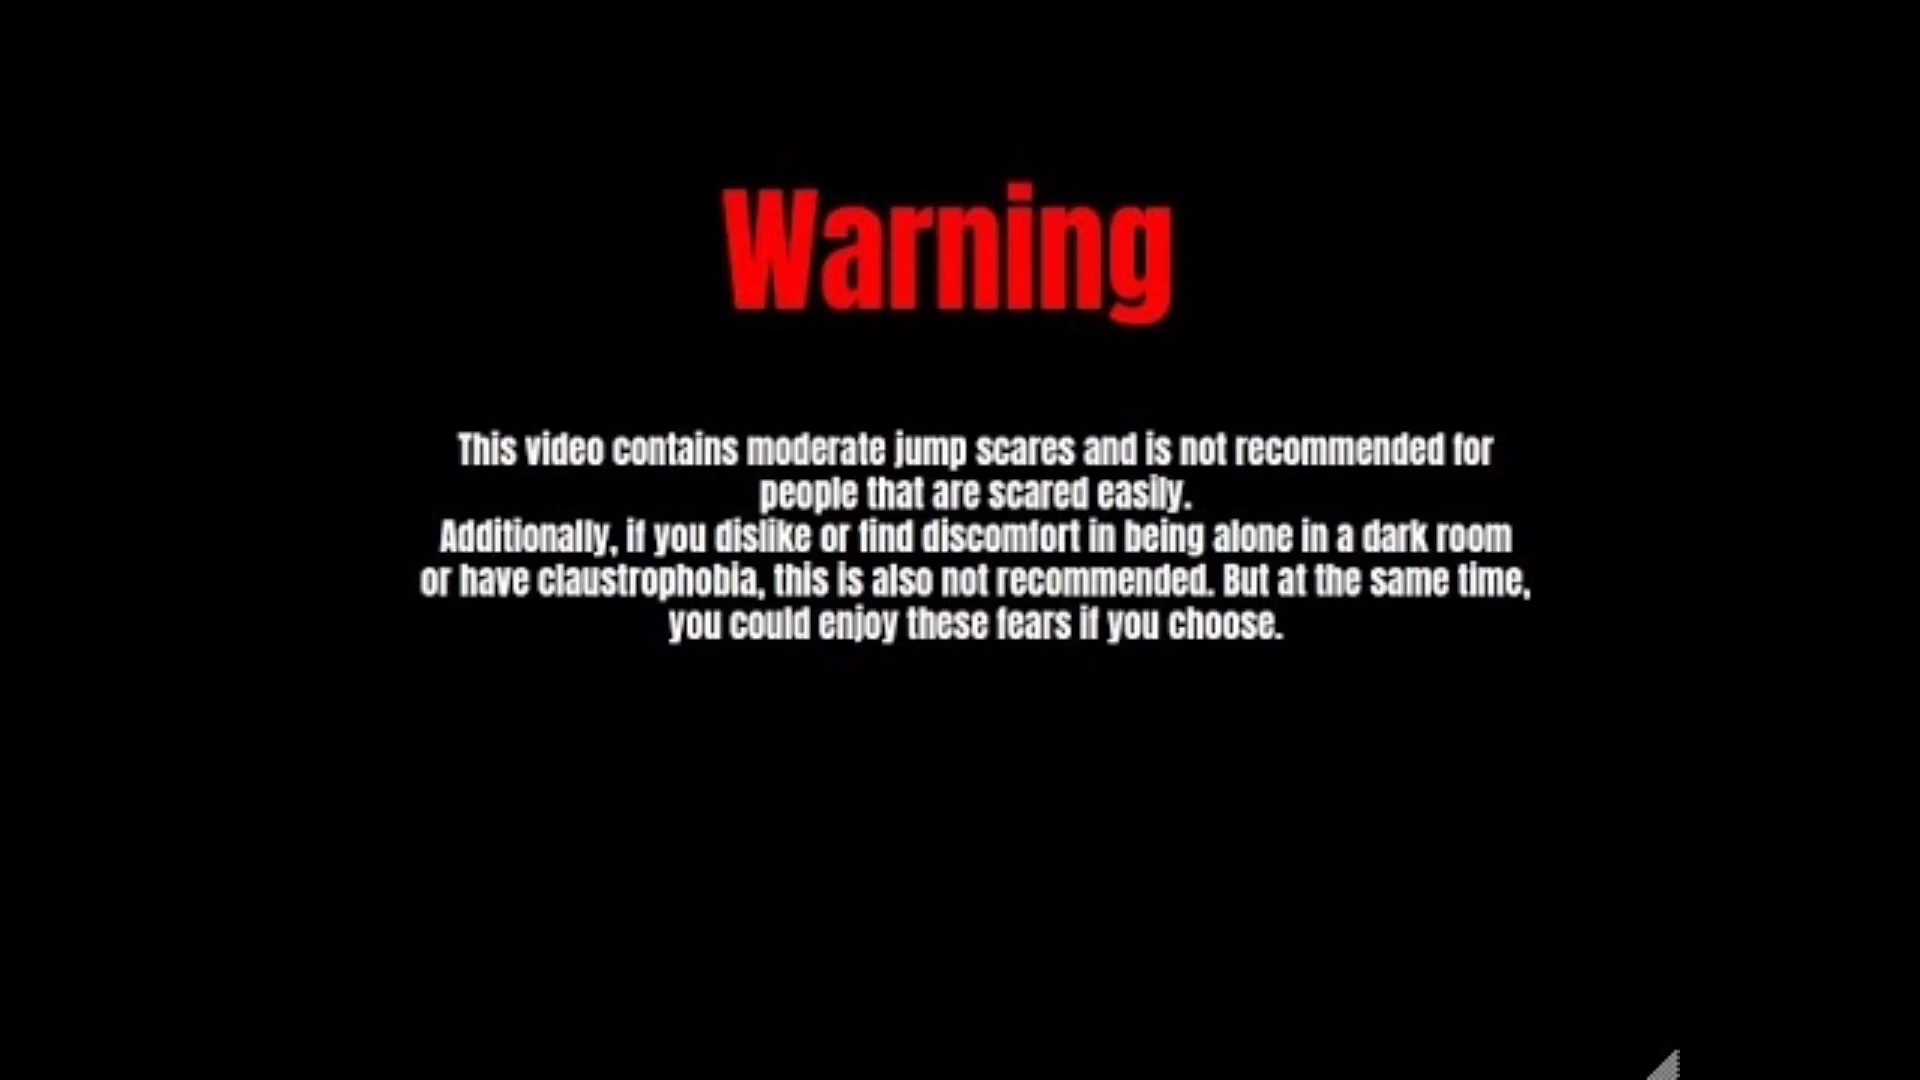 Warning
This video contains moderate jump scares and is not recommended for
people that are scared easily.
Additionally, if you dislike or find discomfort in being alone in a dark room
or have claustrophobia, this is also not recommended. But at the same time,
you could enjoy these fears if you choose.